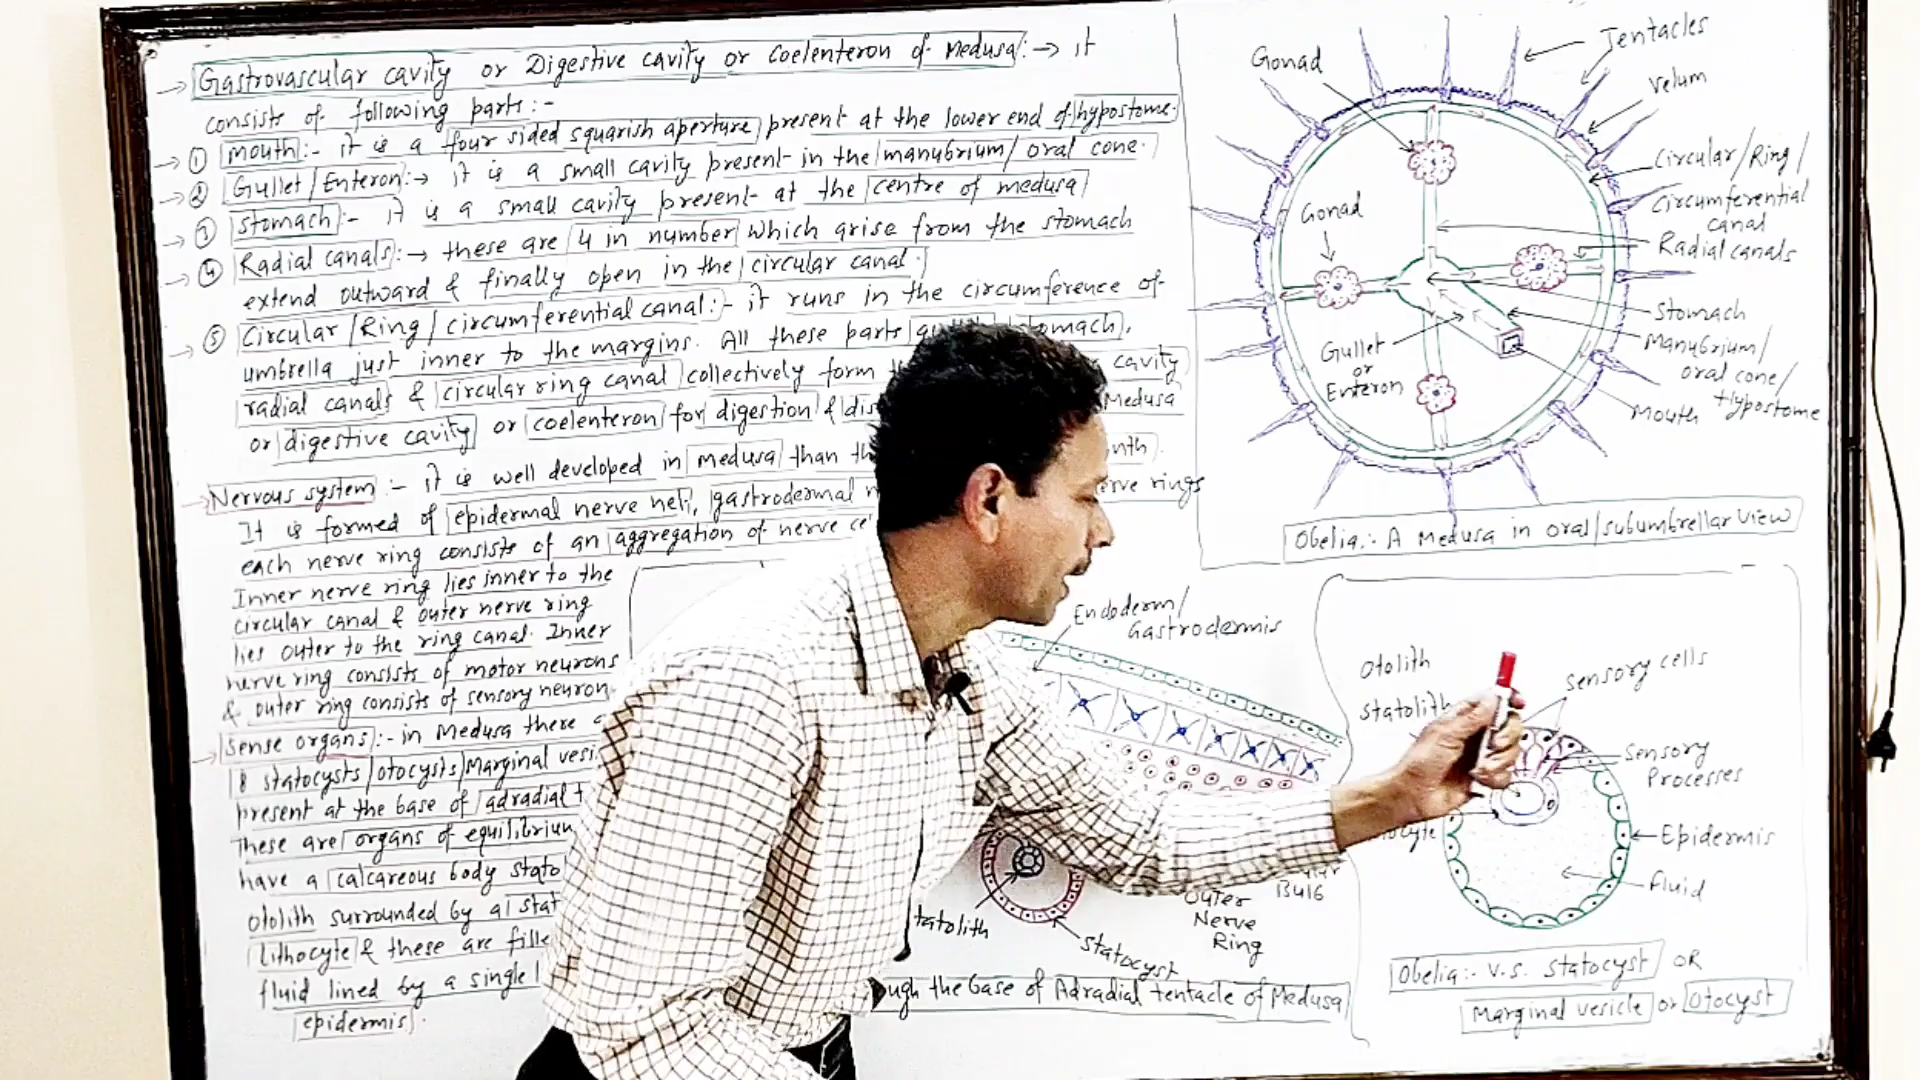 → Gastrovascular cavity or Digestive cavity or coelenteron of Medusa:→ it
consists of following parts:-
→ ① mouth:- it is a four sided squarish aperture present at the lower end of hypostome.
→ ② Gullet/Enteron:→ it is a small cavity present in the manubrium/oral cone.
→ ③ Stomach:- it is a small cavity present at the centre of medusa
→ ④ Radial canals:→ these are 4 in number which arise from the stomach
extend outward & finally open in the circular canal.
→ ⑤ Circular/Ring/circumferential canal:- it runs in the circumference of
umbrella just inner to the margins. All these parts
radial canals & circular ring canal collectively form cavity
or digestive cavity or coelenteron for digestion & Medusa
→ Nervous system:- it is well developed in medusa than
It is formed of epidermal nerve net, gastrodermal nerve rings
each nerve ring consists of an aggregation of nerve
Inner nerve ring lies inner to the
circular canal & outer nerve ring
lies outer to the ring canal. Inner
nerve ring consists of motor neurons
& outer ring consists of sensory neuron
→ Sense organs:- in Medusa there
8 statocysts/otocysts/Marginal
present at the base of adradial
These are organs of equilibrium
have a calcareous body
otolith surrounded by a
lithocyte & these are
fluid lined by a single
epidermis.
Tentacles
Gonad
velum
Circular/Ring/
circumferential
canal
Gonad
Radial canals
Stomach
Gullet
or
Enteron
Manubrium/
oral cone/
Hypostome
Mouth
Obelia:- A Medusa in oral/subumbrellar view
Endoderm/
Gastrodermis
Bulb
Outer
Nerve
Ring
tatolith
Statocyst
the base of Adradial tentacle of Medusa
otolith
statolith
Sensory cells
Sensory
Processes
Epidermis
fluid
Obelia:- V.S. Statocyst OR
Marginal vesicle or Otocyst